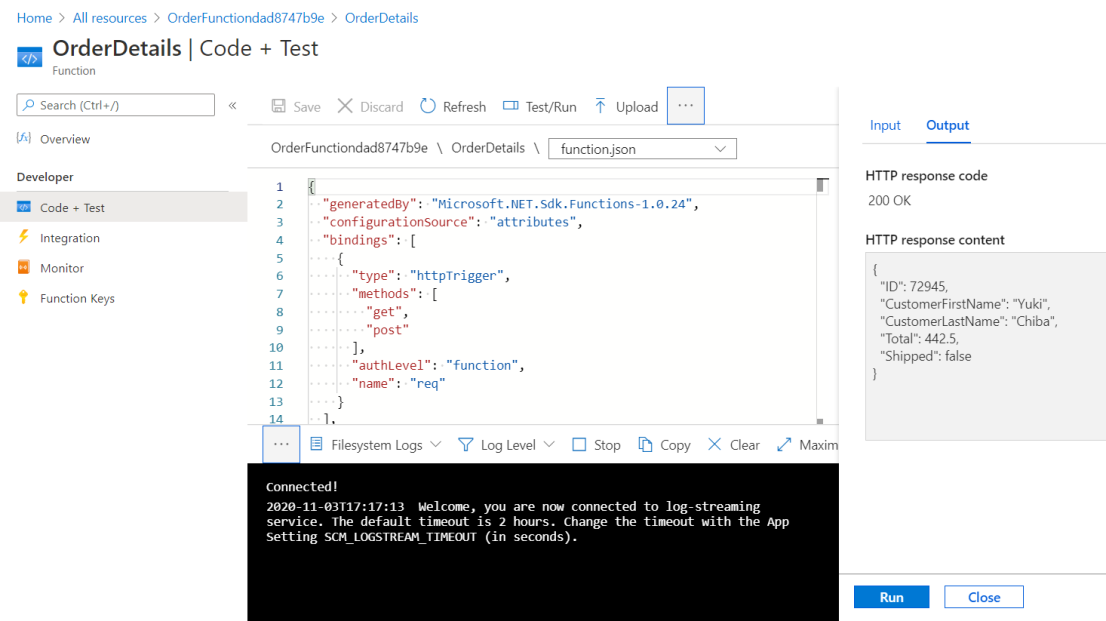 Home > All resources > OrderFunctiondad8747b9e > OrderDetails
OrderDetails | Code + Test
Function
Search (Ctrl+/)
«
Overview
Developer
Code + Test
Integration
Monitor
Function Keys
Save Discard Refresh Test/Run Upload ...
OrderFunctiondad8747b9e \ OrderDetails \ function.json
1 {
2 "generatedBy": "Microsoft.NET.Sdk.Functions-1.0.24",
3 "configurationSource": "attributes",
4 "bindings": [
5 {
6 "type": "httpTrigger",
7 "methods": [
8 "get",
9 "post"
10 ],
11 "authLevel": "function",
12 "name": "req"
13 }
14 ],
... Filesystem Logs Log Level Stop Copy Clear Maxim
Connected!
2020-11-03T17:17:13 Welcome, you are now connected to log-streaming
service. The default timeout is 2 hours. Change the timeout with the App
Setting SCM_LOGSTREAM_TIMEOUT (in seconds).
Input Output
HTTP response code
200 OK
HTTP response content
{
"ID": 72945,
"CustomerFirstName": "Yuki",
"CustomerLastName": "Chiba",
"Total": 442.5,
"Shipped": false
}
Run Close